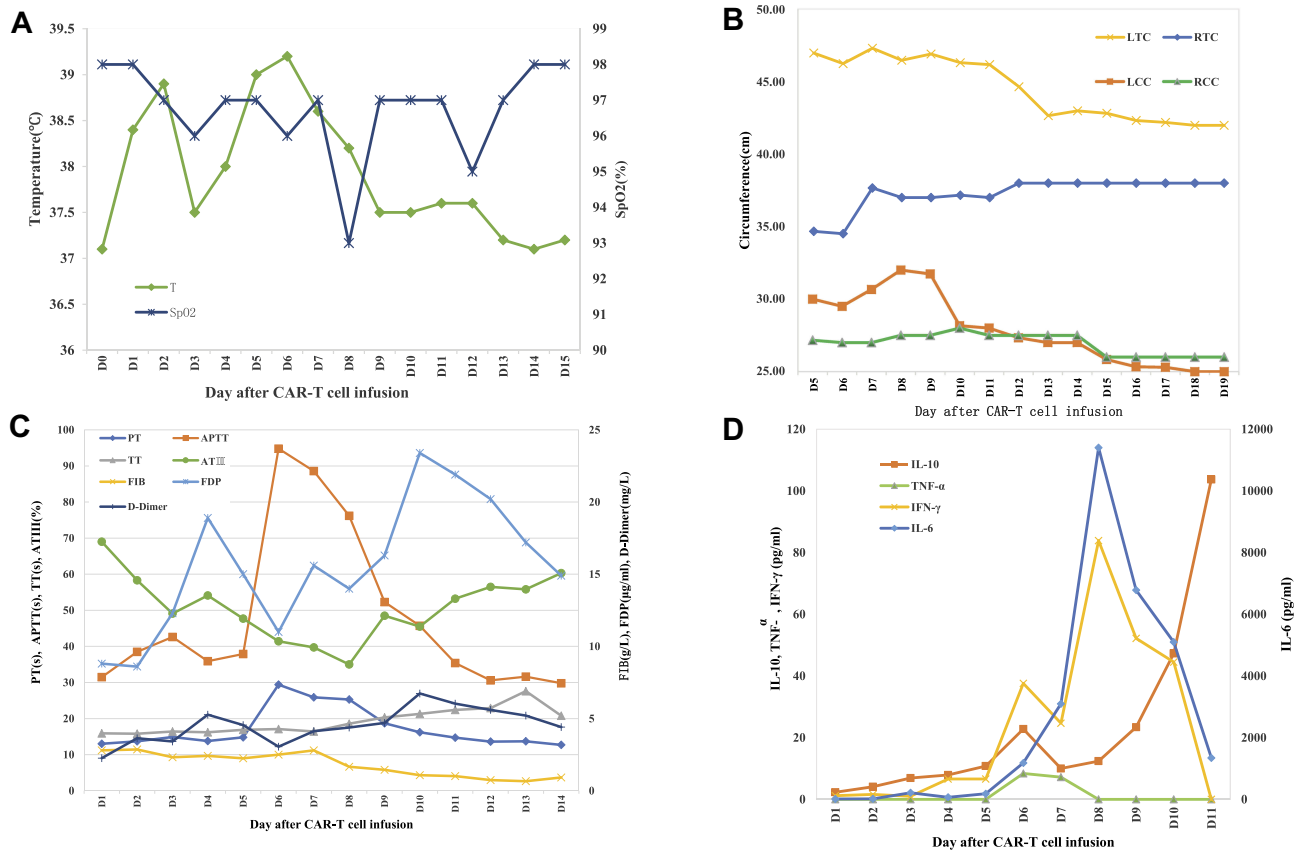 A
39.5
39
38.5
38
37.5
37
36.5
36
Temperature(℃)
99
98
97
96
95
94
93
92
91
90
SpO2(%)
T
SpO2
D0 D1 D2 D3 D4 D5 D6 D7 D8 D9 D10 D11 D12 D13 D14 D15
Day after CAR-T cell infusion
B
50.00
45.00
40.00
35.00
30.00
25.00
Circumference(cm)
LTC RTC
LCC RCC
D5 D6 D7 D8 D9 D10 D11 D12 D13 D14 D15 D16 D17 D18 D19
Day after CAR-T cell infusion
C
100
90
80
70
60
50
40
30
20
10
0
PT(s), APTT(s), TT(s), ATIII(%)
PT APTT
TT ATⅢ
FIB FDP
D-Dimer
25
20
15
10
5
0
FIB(g/L), FDP(μg/ml), D-Dimer(mg/L)
D1 D2 D3 D4 D5 D6 D7 D8 D9 D10 D11 D12 D13 D14
Day after CAR-T cell infusion
D
120
100
80
60
40
20
0
α
IL-10, TNF- , IFN-γ (pg/ml)
IL-10
TNF-α
IFN-γ
IL-6
12000
10000
8000
6000
4000
2000
0
IL-6 (pg/ml)
D1 D2 D3 D4 D5 D6 D7 D8 D9 D10 D11
Day after CAR-T cell infusion